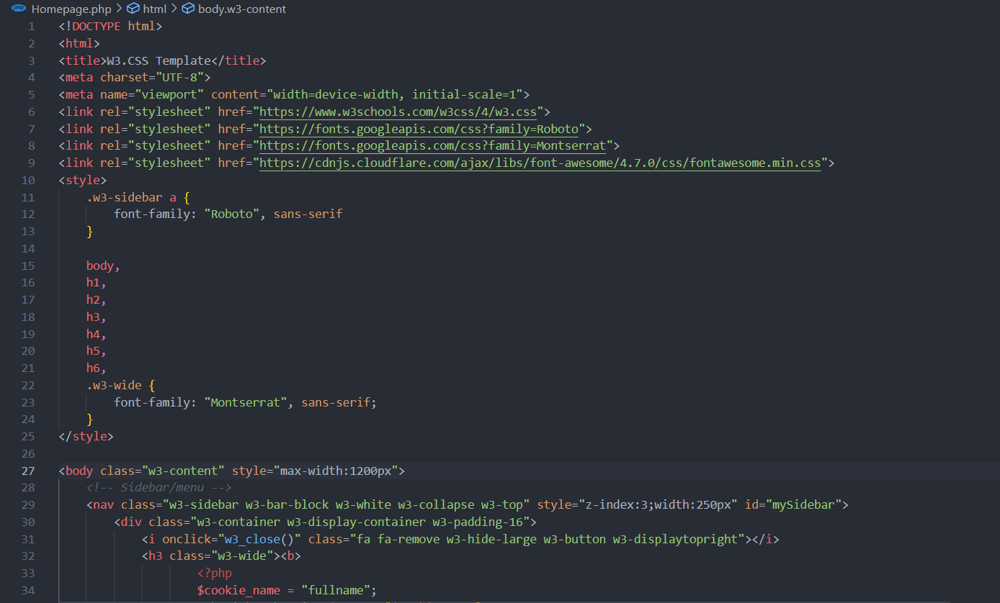 Homepage.php > html > body.w3-content
1 <!DOCTYPE html>
2 <html>
3 <title>W3.CSS Template</title>
4 <meta charset="UTF-8">
5 <meta name="viewport" content="width=device-width, initial-scale=1">
6 <link rel="stylesheet" href="https://www.w3schools.com/w3css/4/w3.css">
7 <link rel="stylesheet" href="https://fonts.googleapis.com/css?family=Roboto">
8 <link rel="stylesheet" href="https://fonts.googleapis.com/css?family=Montserrat">
9 <link rel="stylesheet" href="https://cdnjs.cloudflare.com/ajax/libs/font-awesome/4.7.0/css/fontawesome.min.css">
10 <style>
11     .w3-sidebar a {
12         font-family: "Roboto", sans-serif
13     }
14
15     body,
16     h1,
17     h2,
18     h3,
19     h4,
20     h5,
21     h6,
22     .w3-wide {
23         font-family: "Montserrat", sans-serif;
24     }
25 </style>
26
27 <body class="w3-content" style="max-width:1200px">
28     <!-- Sidebar/menu -->
29     <nav class="w3-sidebar w3-bar-block w3-white w3-collapse w3-top" style="z-index:3;width:250px" id="mySidebar">
30         <div class="w3-container w3-display-container w3-padding-16">
31             <i onclick="w3_close()" class="fa fa-remove w3-hide-large w3-button w3-displaytopright"></i>
32             <h3 class="w3-wide"><b>
33                     <?php
34                     $cookie_name = "fullname";